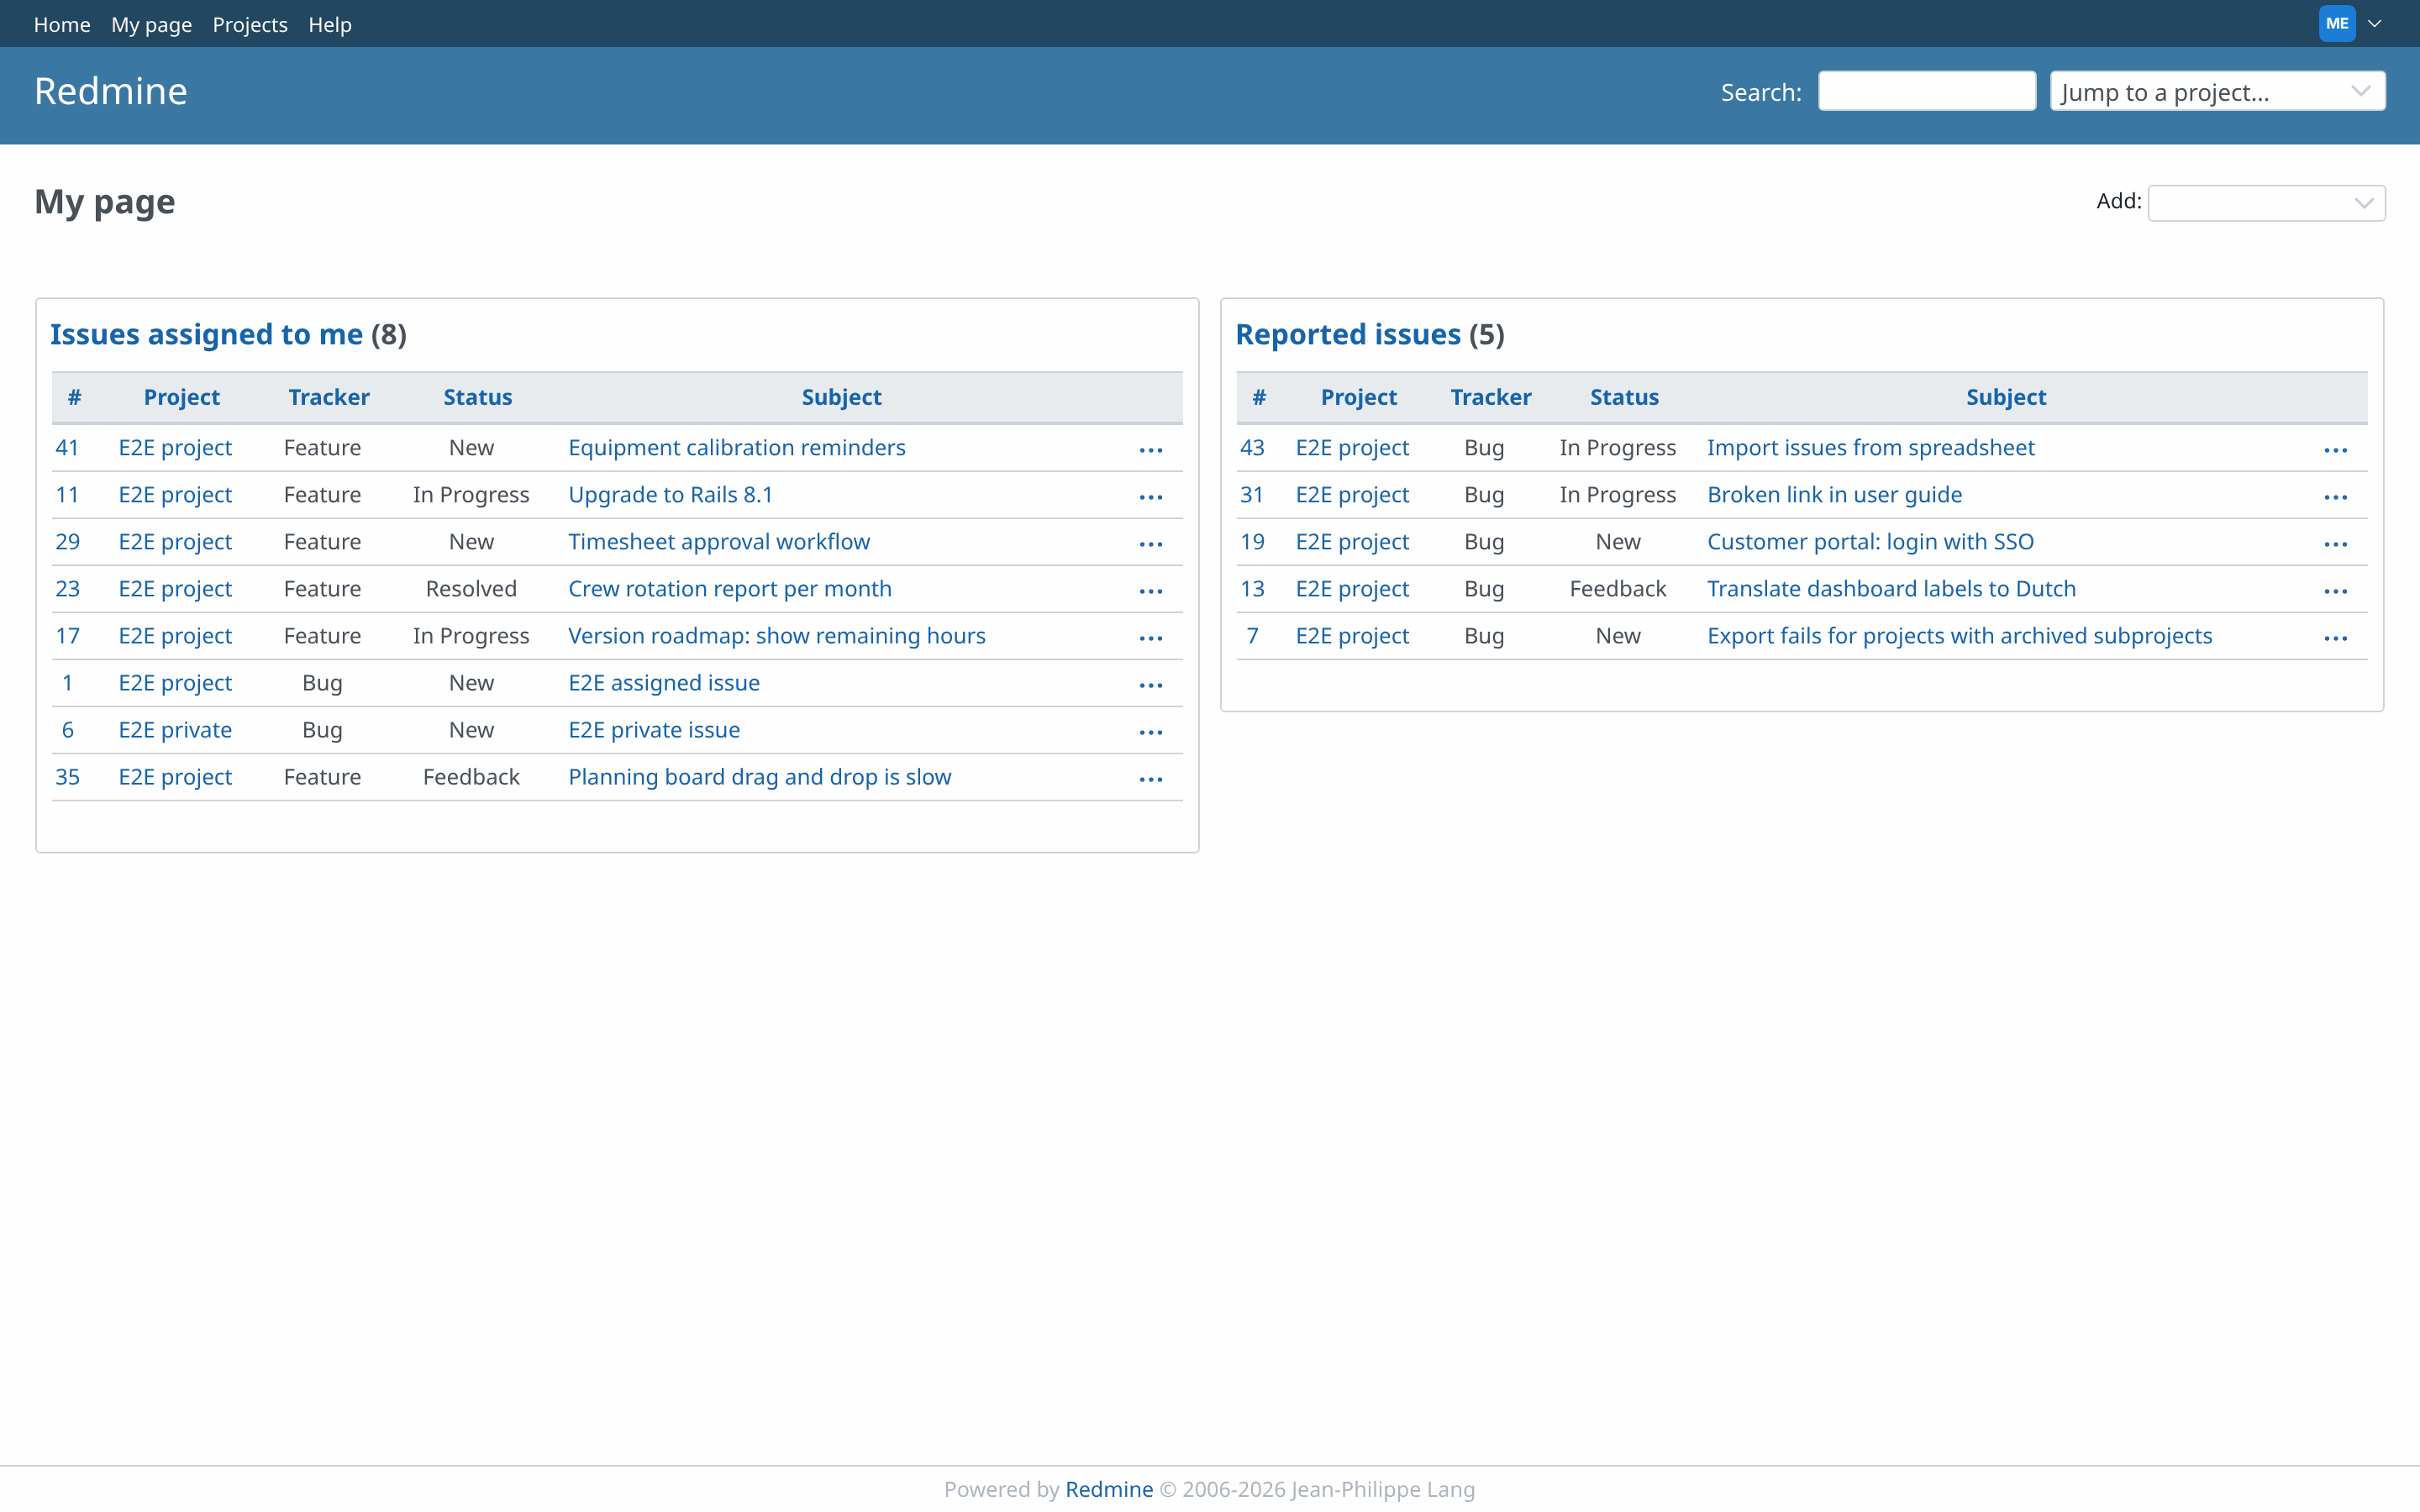 Home My page Projects Help ME
Redmine Search: Jump to a project...
My page Add:
Issues assigned to me (8)
# Project Tracker Status Subject
41 E2E project Feature New Equipment calibration reminders
11 E2E project Feature In Progress Upgrade to Rails 8.1
29 E2E project Feature New Timesheet approval workflow
23 E2E project Feature Resolved Crew rotation report per month
17 E2E project Feature In Progress Version roadmap: show remaining hours
1 E2E project Bug New E2E assigned issue
6 E2E private Bug New E2E private issue
35 E2E project Feature Feedback Planning board drag and drop is slow
Reported issues (5)
# Project Tracker Status Subject
43 E2E project Bug In Progress Import issues from spreadsheet
31 E2E project Bug In Progress Broken link in user guide
19 E2E project Bug New Customer portal: login with SSO
13 E2E project Bug Feedback Translate dashboard labels to Dutch
7 E2E project Bug New Export fails for projects with archived subprojects
Powered by Redmine © 2006-2026 Jean-Philippe Lang